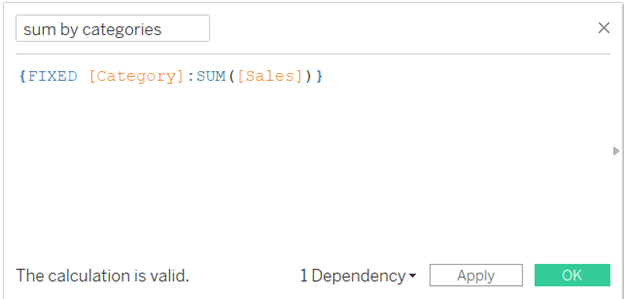 sum by categories
{FIXED [Category]:SUM([Sales])}
The calculation is valid.
1 Dependency
Apply
OK